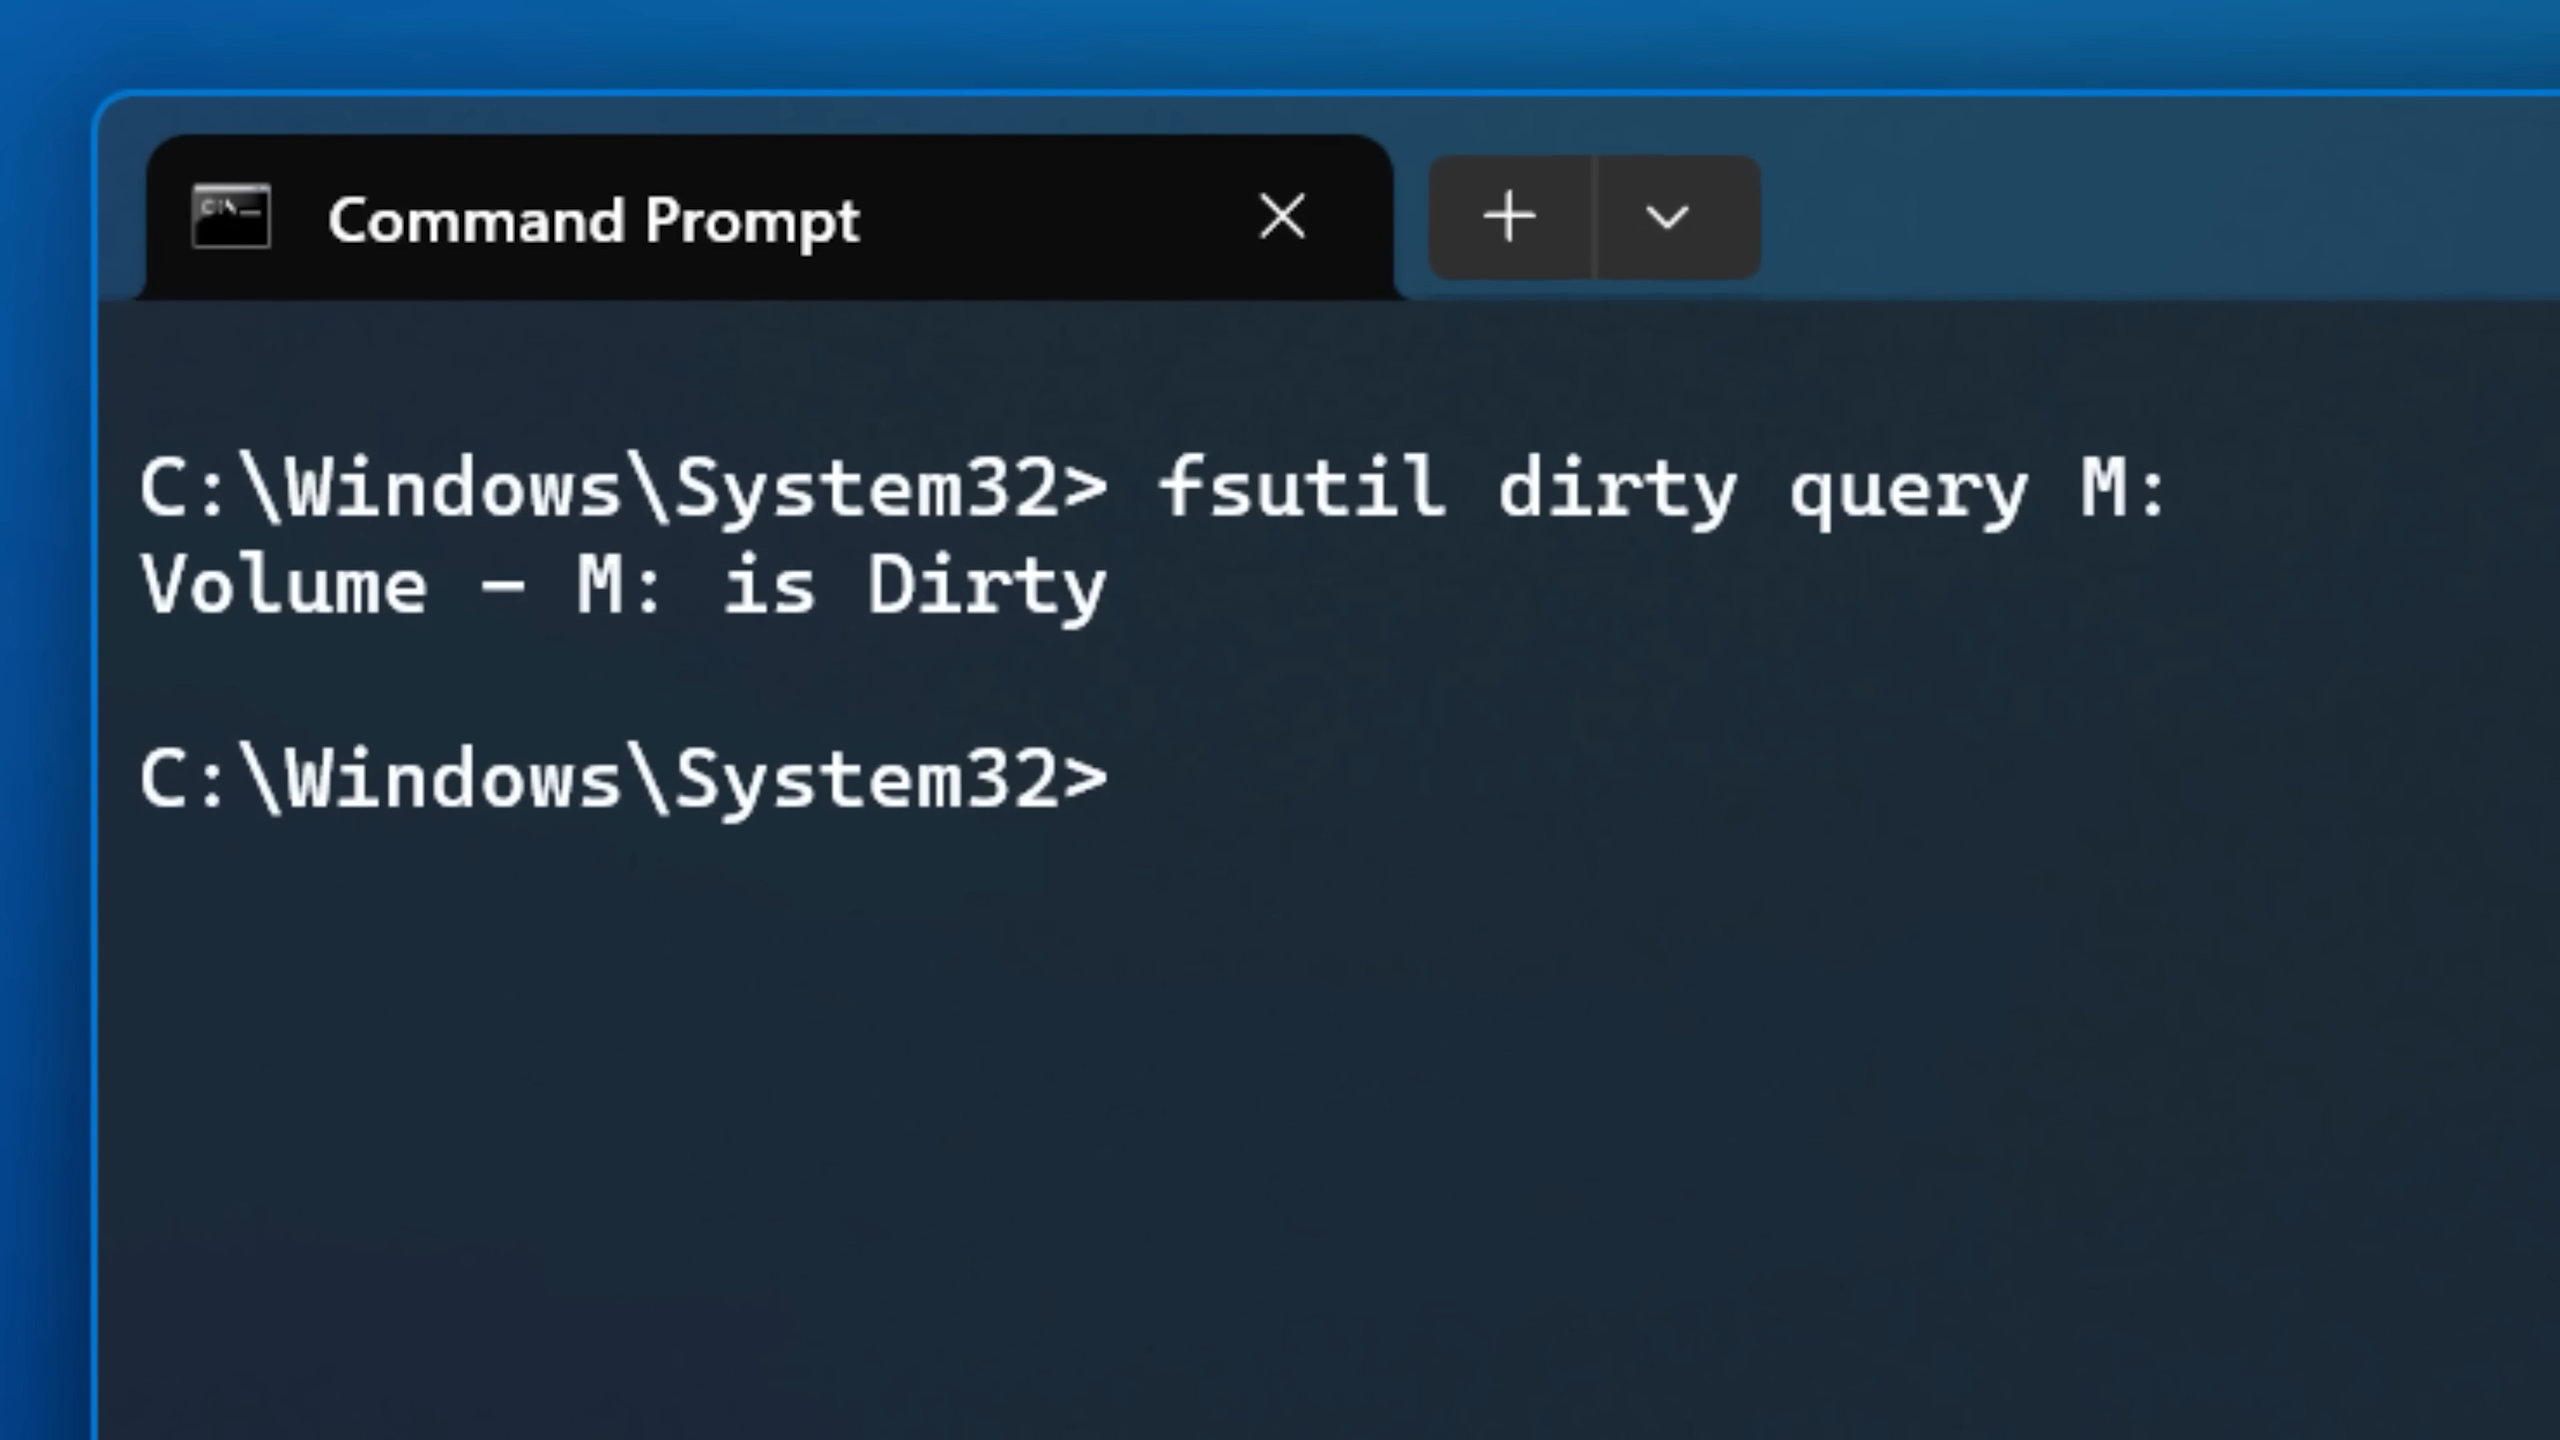 Command Prompt
C:\Windows\System32> fsutil dirty query M:
Volume - M: is Dirty
C:\Windows\System32>